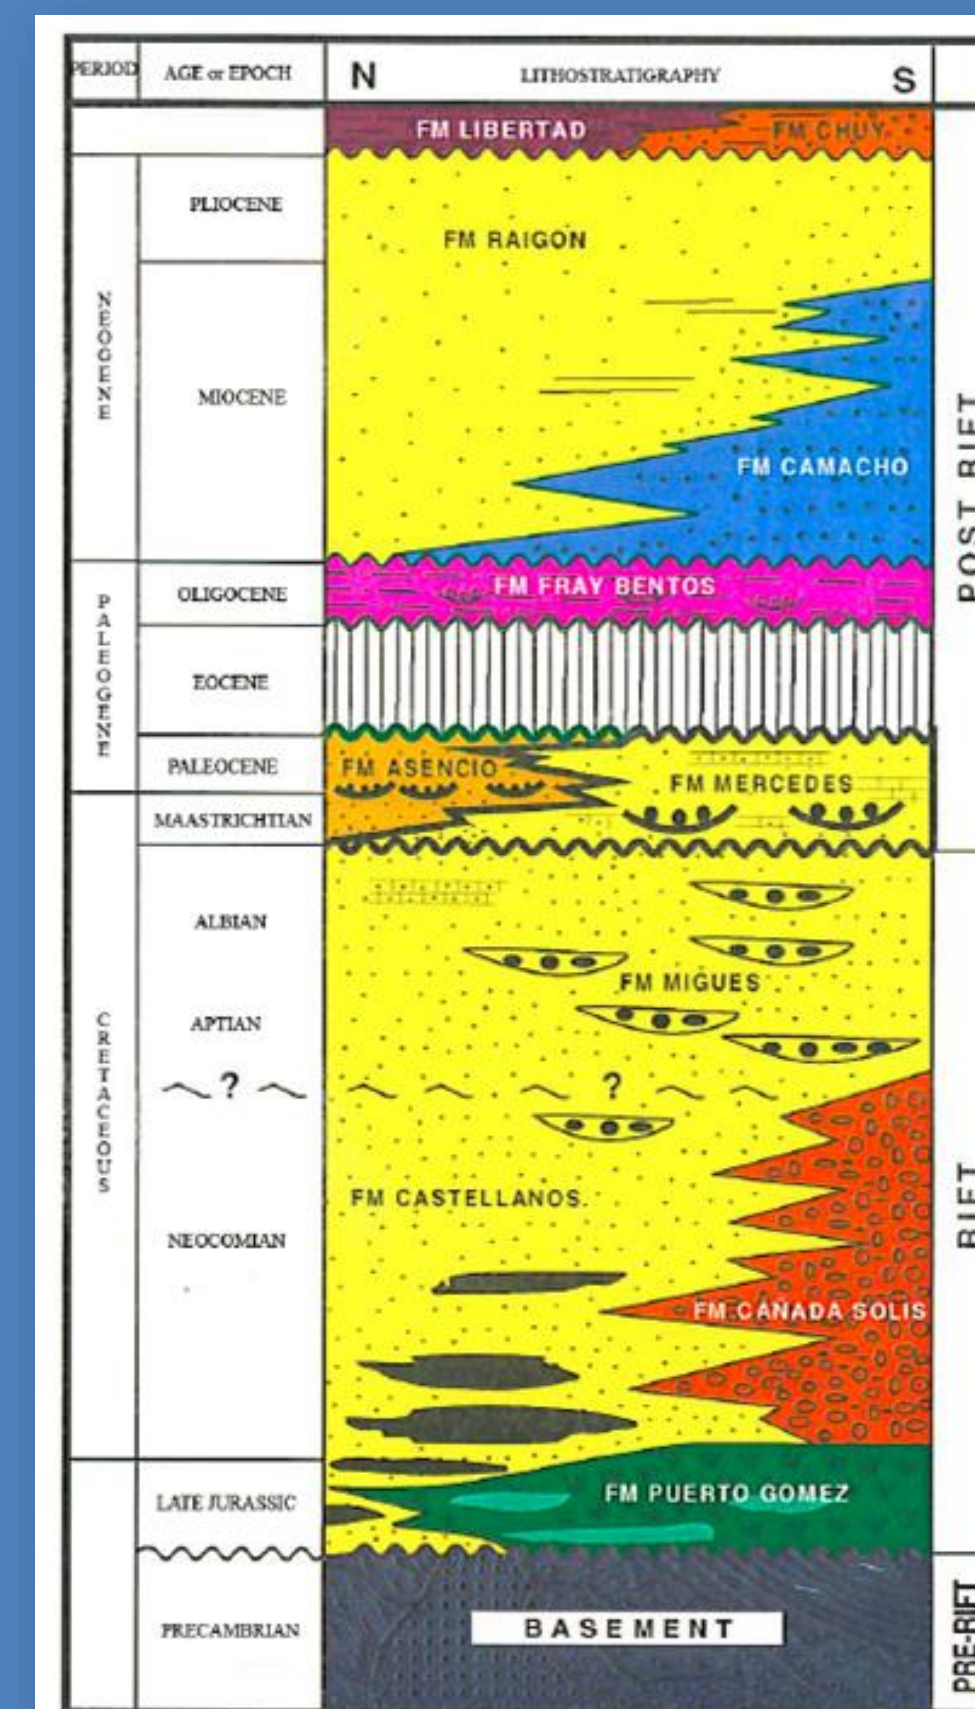 PERIOD AGE or EPOCH N LITHOSTRATIGRAPHY S
FM LIBERTAD FM CHUY
PLIOCENE
FM RAIGON
NEOGENE
MIOCENE
FM CAMACHO
POST RIFT
OLIGOCENE FM FRAY BENTOS
PALEOGENE
EOCENE
PALEOCENE FM ASENCIO FM MERCEDES
MAASTRICHTIAN
ALBIAN
FM MIGUES
APTIAN
CRETACEOUS
? ?
FM CASTELLANOS
RIFT
NEOCOMIAN
FM CAÑADA SOLIS
LATE JURASSIC FM PUERTO GOMEZ
PRECAMBRIAN BASEMENT
PRE-RIFT